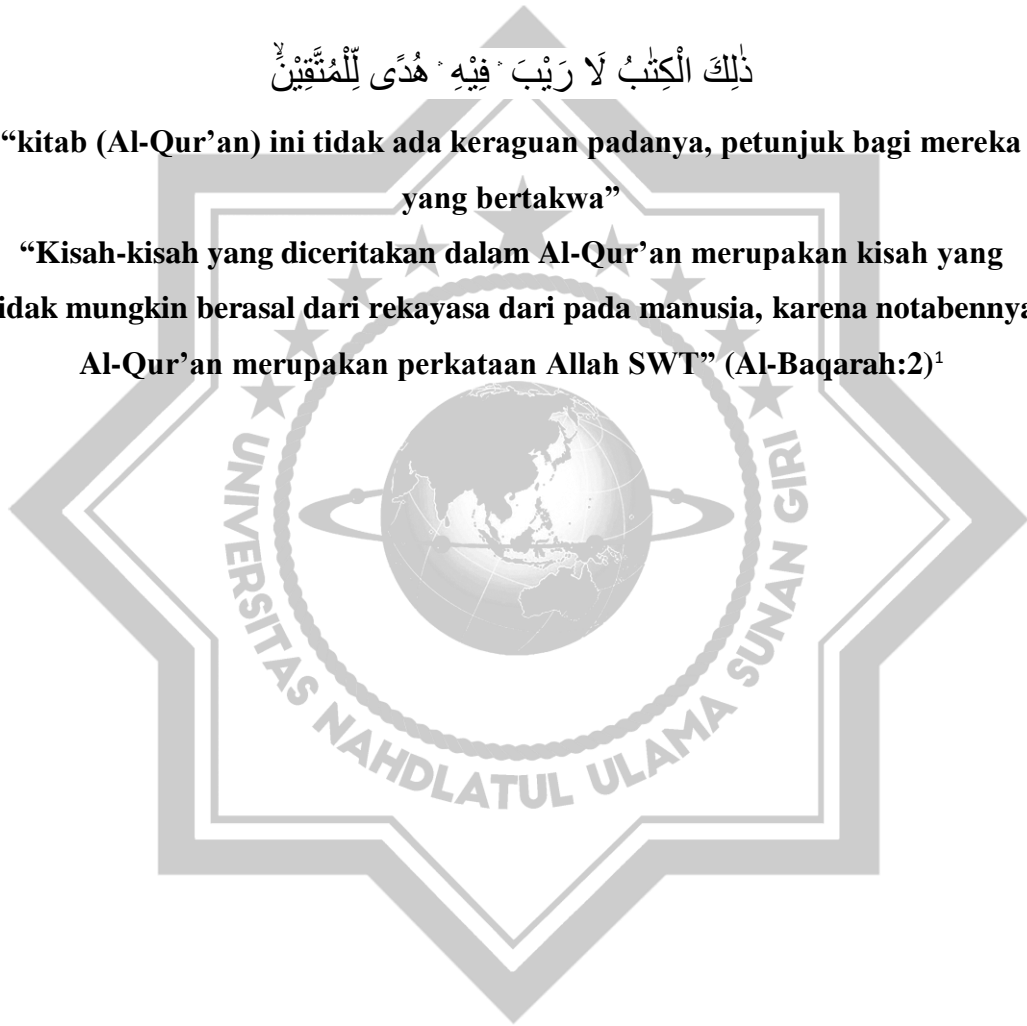 ذٰلِكَ الْكِتٰبُ لَا رَيْبَ ۛ فِيْهِ ۛ هُدًى لِّلْمُتَّقِيْنَۙ
“kitab (Al-Qur’an) ini tidak ada keraguan padanya, petunjuk bagi mereka
yang bertakwa”
“Kisah-kisah yang diceritakan dalam Al-Qur’an merupakan kisah yang
idak mungkin berasal dari rekayasa dari pada manusia, karena notabennya
Al-Qur’an merupakan perkataan Allah SWT” (Al-Baqarah:2)¹
UNIVERSITAS NAHDLATUL ULAMA SUNAN GIRI